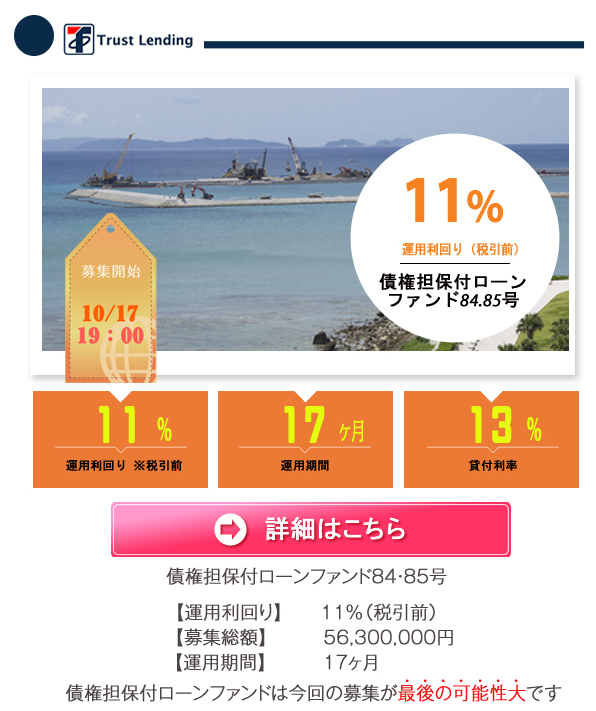 Trust Lending
11%
運用利回り（税引前）
債権担保付ローン
ファンド84.85号
募集開始
10/17
19：00
11 %
運用利回り ※税引前
17 ヶ月
運用期間
13 %
貸付利率
詳細はこちら
債権担保付ローンファンド84･85号
【運用利回り】 11%（税引前）
【募集総額】 56,300,000円
【運用期間】 17ヶ月
債権担保付ローンファンドは今回の募集が最後の可能性大です